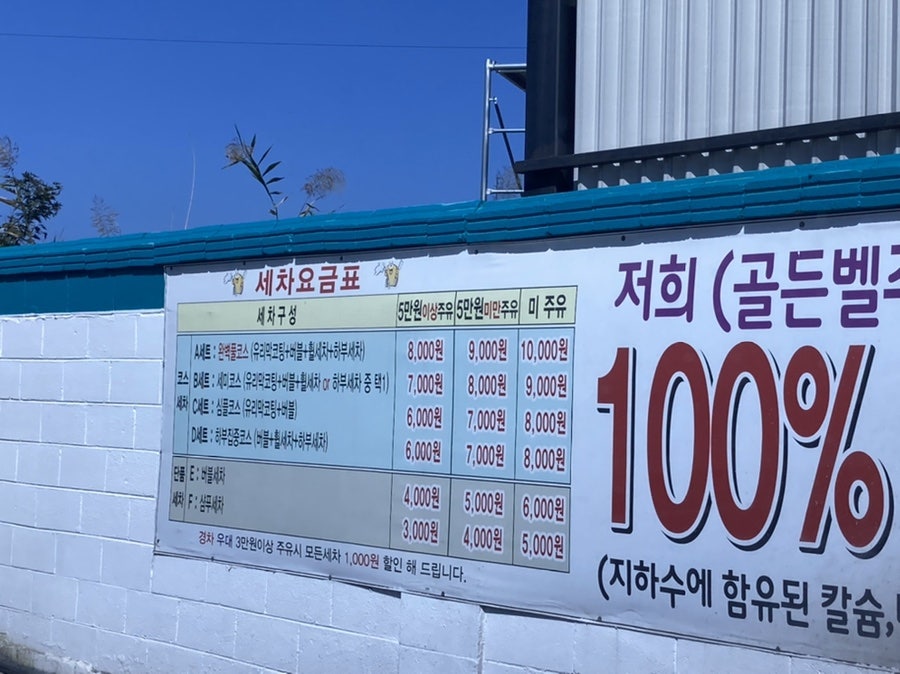 세차요금표
세차구성 5만원이상주유 5만원미만주유 미 주유
코스 세차
A세트 : 완벽풀코스 (유리막코팅+버블+휠세차+하부세차) 8,000원 9,000원 10,000원
B세트 : 세미코스 (유리막코팅+버블+휠세차 or 하부세차 중 택1) 7,000원 8,000원 9,000원
C세트 : 심플코스 (유리막코팅+버블) 6,000원 7,000원 8,000원
D세트 : 하부집중코스 (버블+휠세차+하부세차) 6,000원 7,000원 8,000원
단품 세차
E : 버블세차 4,000원 5,000원 6,000원
F : 샴푸세차 3,000원 4,000원 5,000원
경차 우대 3만원이상 주유시 모든세차 1,000원 할인 해 드립니다.
저희 (골든벨주
100%
(지하수에 함유된 칼슘,